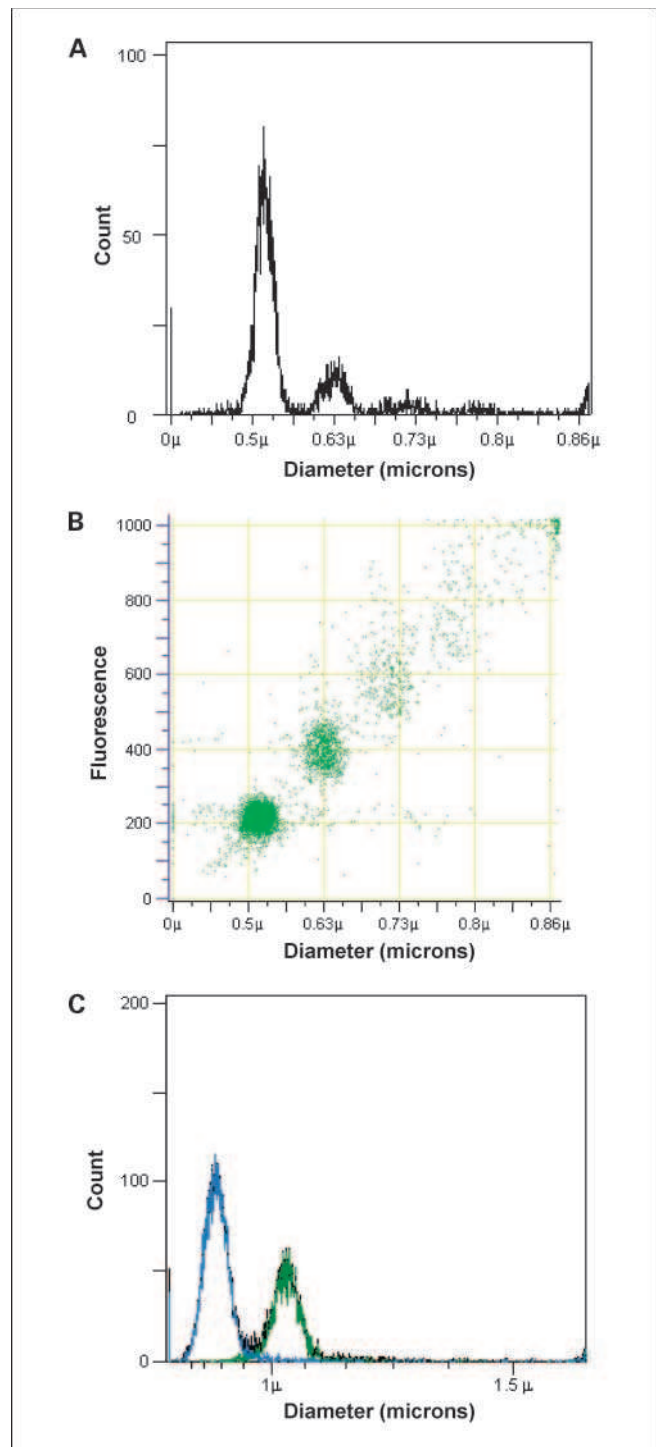 A
100
50
0
Count
0µ 0.5µ 0.63µ 0.73µ 0.8µ 0.86µ
Diameter (microns)
B
1000
800
600
400
200
0
Fluorescence
0µ 0.5µ 0.63µ 0.73µ 0.8µ 0.86µ
Diameter (microns)
C
200
100
0
Count
1µ 1.5 µ
Diameter (microns)